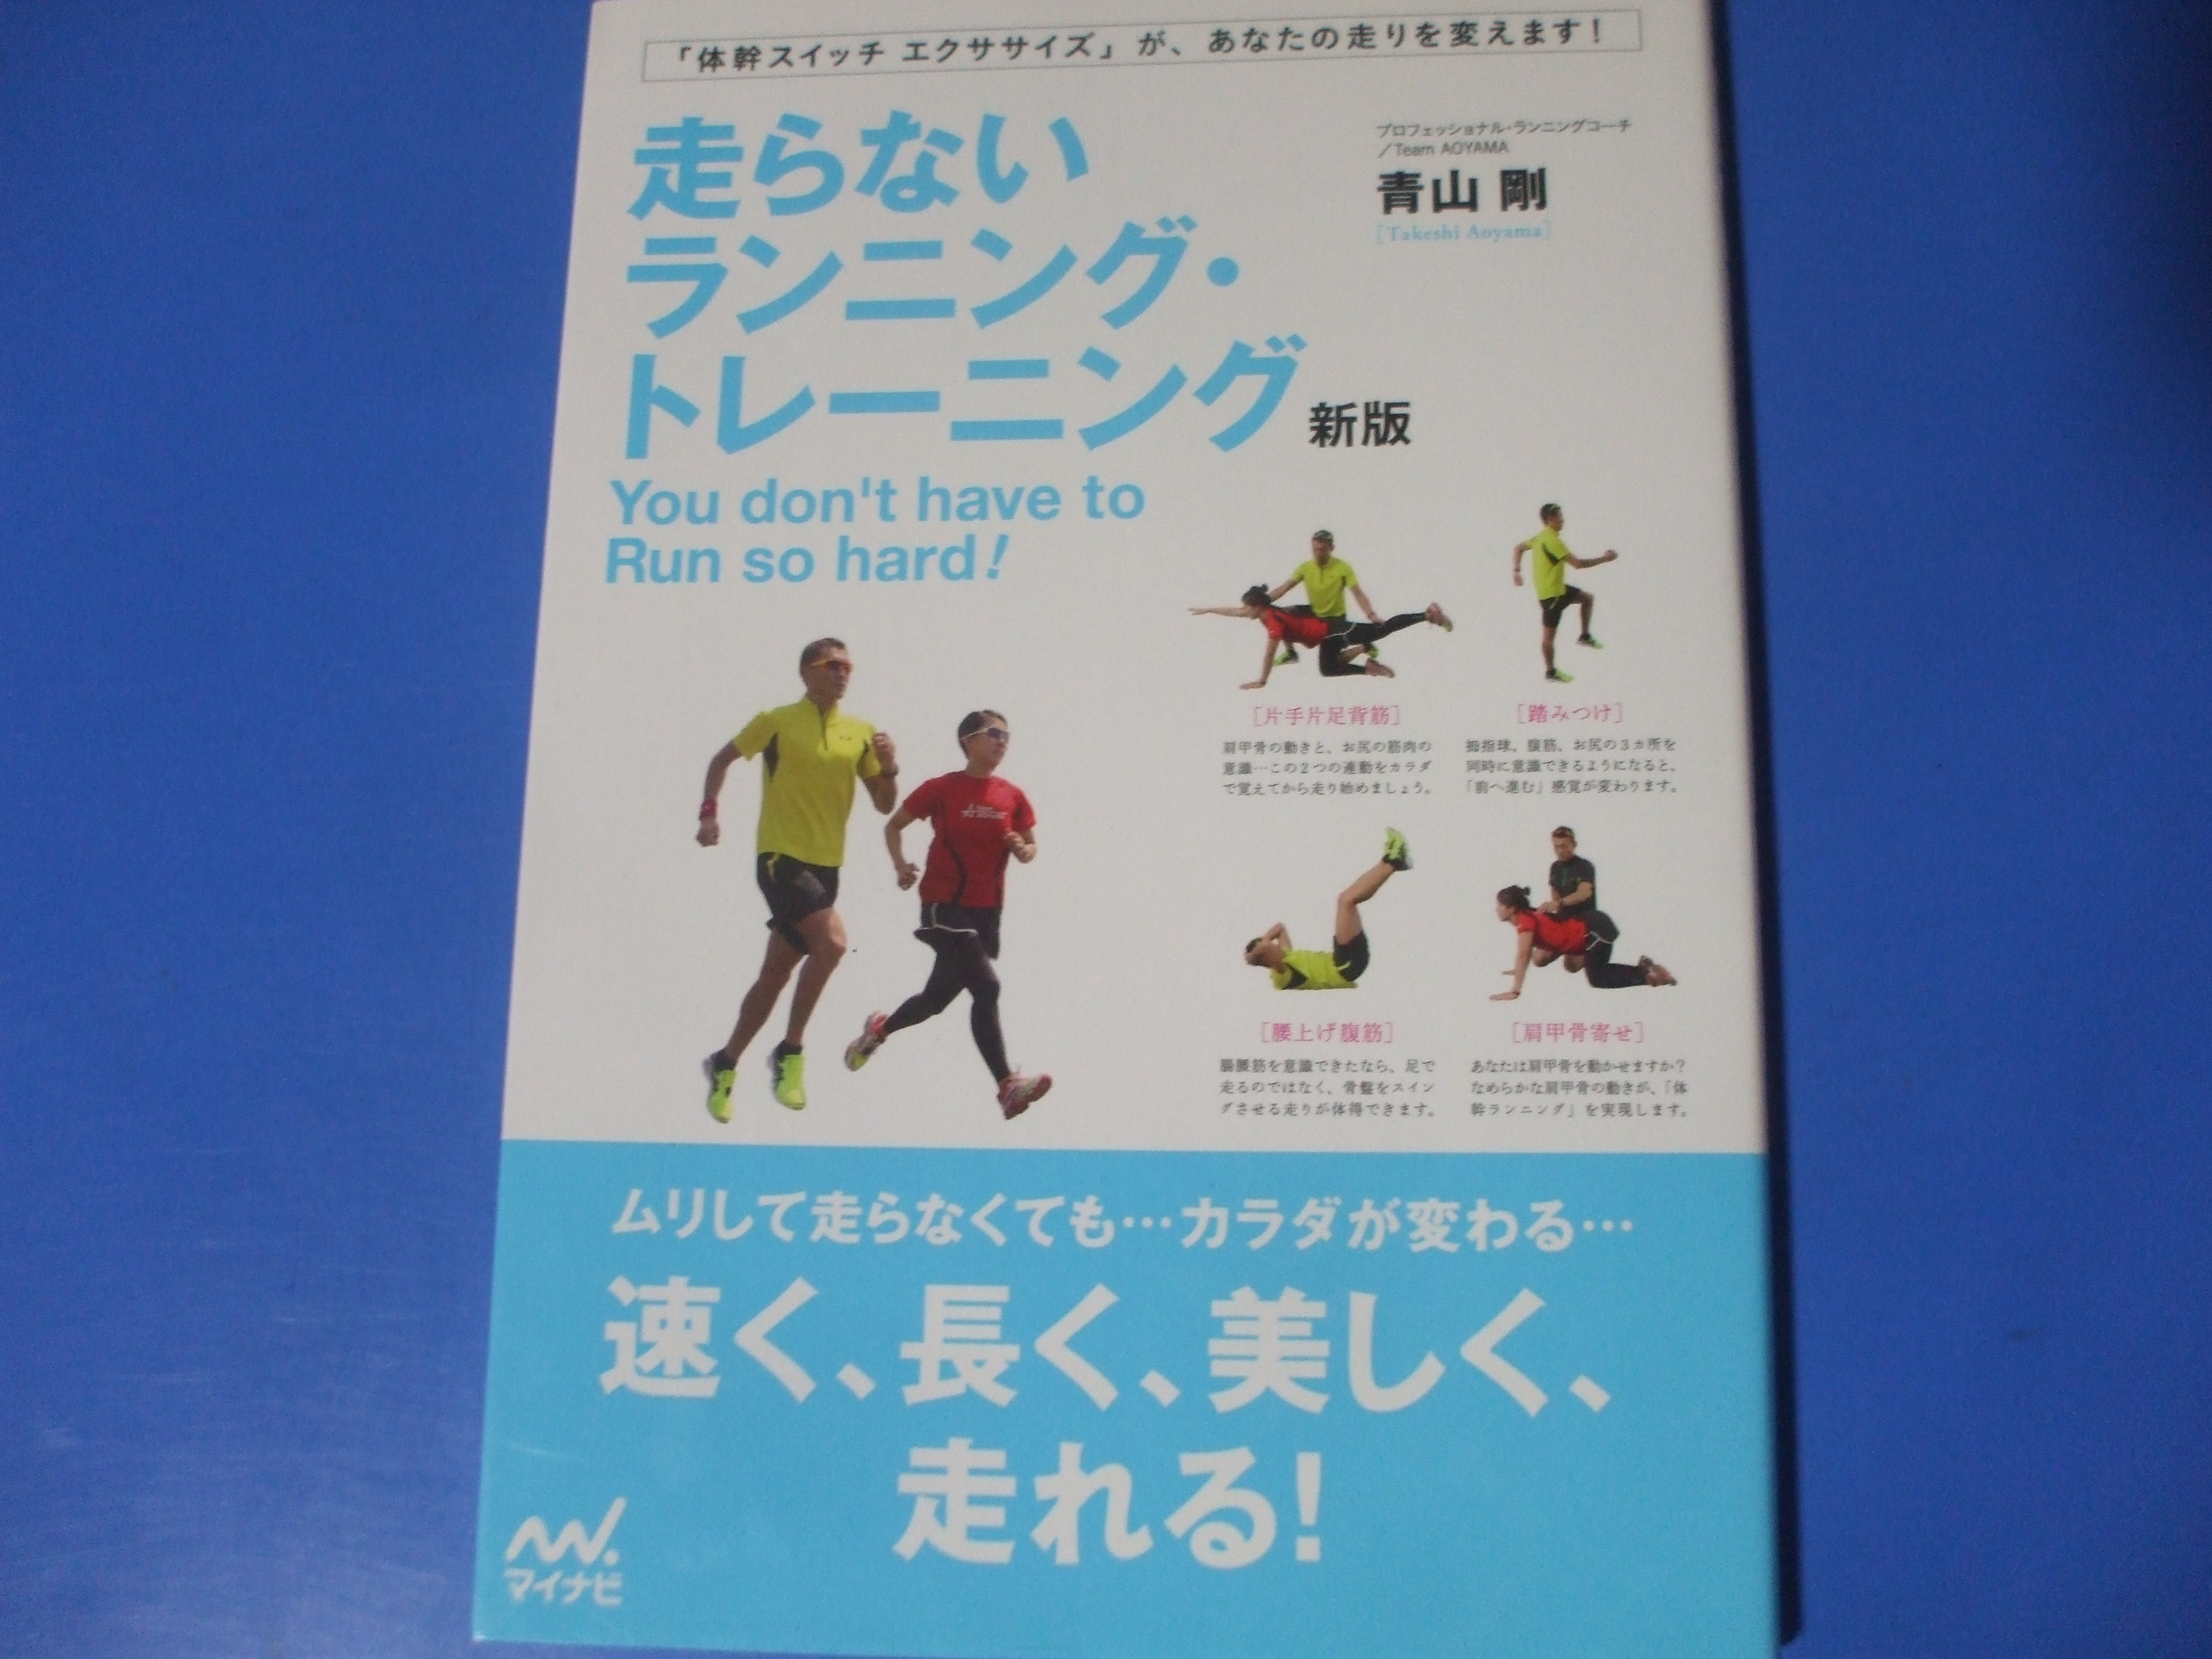 「体幹スイッチ エクササイズ」が、あなたの走りを変えます!
走らない
ランニング・
トレーニング 新版
You don't have to
Run so hard!
プロフェッショナル・ランニングコーチ
／Team AOYAMA
青山 剛
[Takeshi Aoyama]
[片手片足背筋]
肩甲骨の動きと、お尻の筋肉の
意識…この2つの連動をカラダ
で覚えてから走り始めましょう。
[踏みつけ]
拇指球、腹筋、お尻の3カ所を
同時に意識できるようになると、
「前へ進む」感覚が変わります。
[腰上げ腹筋]
腸腰筋を意識できたなら、足で
走るのではなく、骨盤をスイン
グさせる走りが体得できます。
[肩甲骨寄せ]
あなたは肩甲骨を動かせますか?
なめらかな肩甲骨の動きが、「体
幹ランニング」を実現します。
ムリして走らなくても…カラダが変わる…
速く、長く、美しく、
走れる!
マイナビ